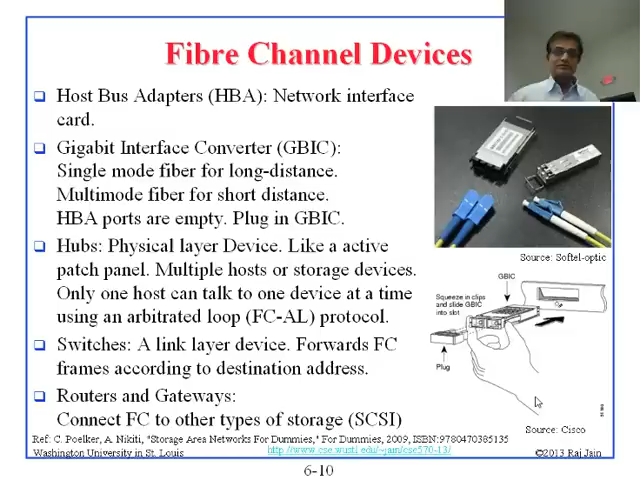 Fibre Channel Devices
Host Bus Adapters (HBA): Network interface
card.
Gigabit Interface Converter (GBIC):
Single mode fiber for long-distance.
Multimode fiber for short distance.
HBA ports are empty. Plug in GBIC.
Hubs: Physical layer Device. Like a active
patch panel. Multiple hosts or storage devices.
Only one host can talk to one device at a time
using an arbitrated loop (FC-AL) protocol.
Switches: A link layer device. Forwards FC
frames according to destination address.
Routers and Gateways:
Connect FC to other types of storage (SCSI)
Source: Softel-optic
GBIC
Squeeze in clips
and slide GBIC
into slot
Plug
Source: Cisco
Ref: C. Poelker, A. Nikiti, "Storage Area Networks For Dummies," For Dummies, 2009, ISBN:9780470385135
Washington University in St. Louis
http://www.cse.wustl.edu/~jain/cse570-13/
©2013 Raj Jain
6-10